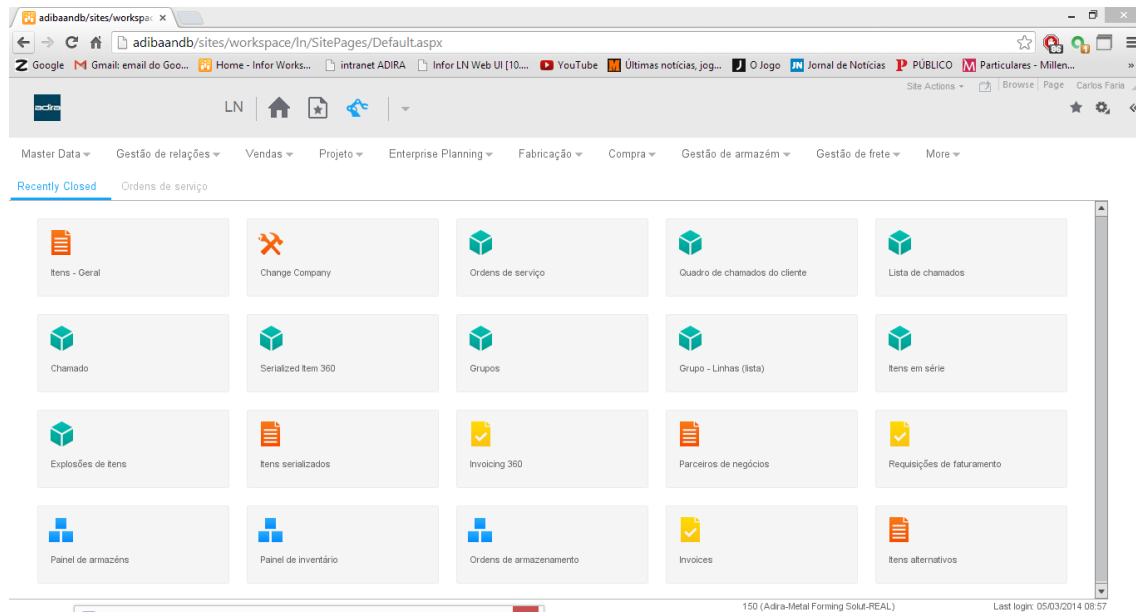 adibaandb/sites/workspac
adibaandb/sites/workspace/ln/SitePages/Default.aspx
Google Gmail: email do Goo... Home - Infor Works... intranet ADIRA Infor LN Web UI [10.... YouTube Últimas notícias, jog... O Jogo JN Jornal de Notícias P PÚBLICO M Particulares - Millen... »
Site Actions Browse Page Carlos Faria
adira LN
Master Data Gestão de relações Vendas Projeto Enterprise Planning Fabricação Compra Gestão de armazém Gestão de frete More
Recently Closed Ordens de serviço
Itens - Geral Change Company Ordens de serviço Quadro de chamados do cliente Lista de chamados
Chamado Serialized Item 360 Grupos Grupo - Linhas (lista) Itens em série
Explosões de itens Itens serializados Invoicing 360 Parceiros de negócios Requisições de faturamento
Painel de armazéns Painel de inventário Ordens de armazenamento Invoices Itens alternativos
150 (Adira-Metal Forming Solut-REAL) Last login: 05/03/2014 08:57